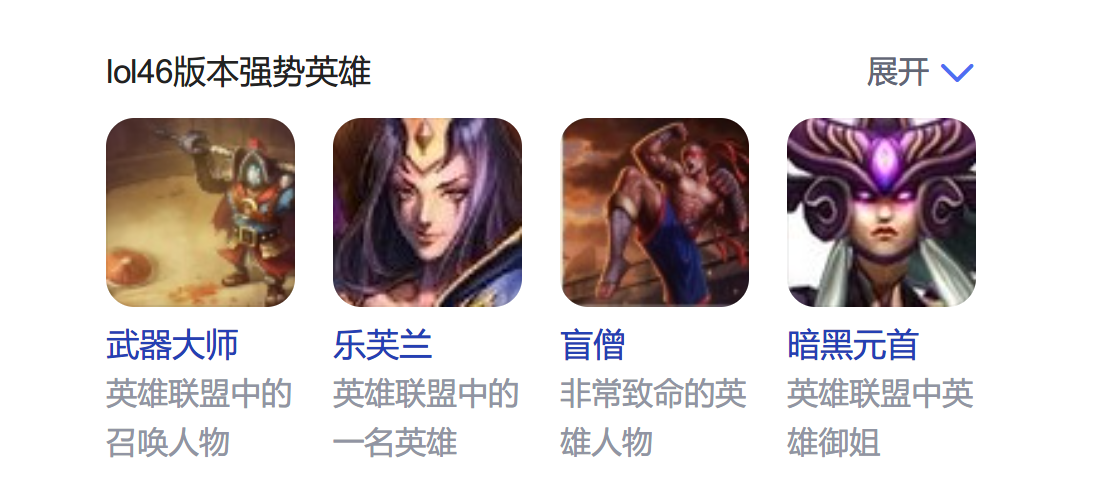 lol46版本强势英雄 展开
武器大师 乐芙兰 盲僧 暗黑元首
英雄联盟中的 英雄联盟中的 非常致命的英 英雄联盟中英
召唤人物 一名英雄 雄人物 雄御姐